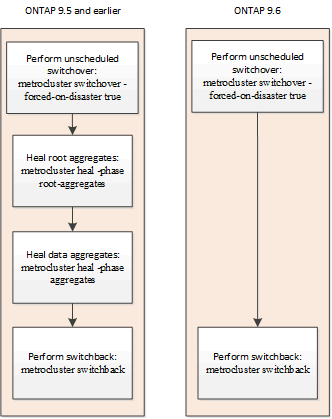 ONTAP 9.5 and earlier
Perform unscheduled
switchover:
metrocluster switchover -
forced-on-disaster true
Heal root aggregates:
metrocluster heal -phase
root-aggregates
Heal data aggregates:
metrocluster heal -phase
aggregates
Perform switchback:
metrocluster switchback
ONTAP 9.6
Perform unscheduled
switchover:
metrocluster switchover -
forced-on-disaster true
Perform switchback:
metrocluster switchback